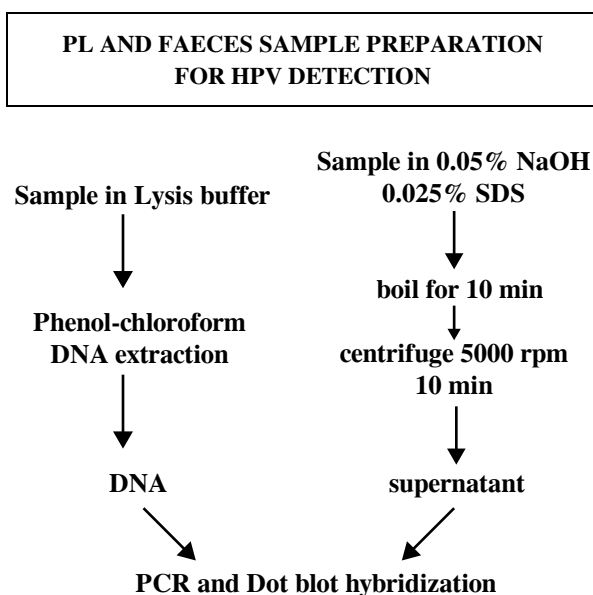 PL AND FAECES SAMPLE PREPARATION
FOR HPV DETECTION
Sample in Lysis buffer
Phenol-chloroform
DNA extraction
DNA
Sample in 0.05% NaOH
0.025% SDS
boil for 10 min
centrifuge 5000 rpm
10 min
supernatant
PCR and Dot blot hybridization